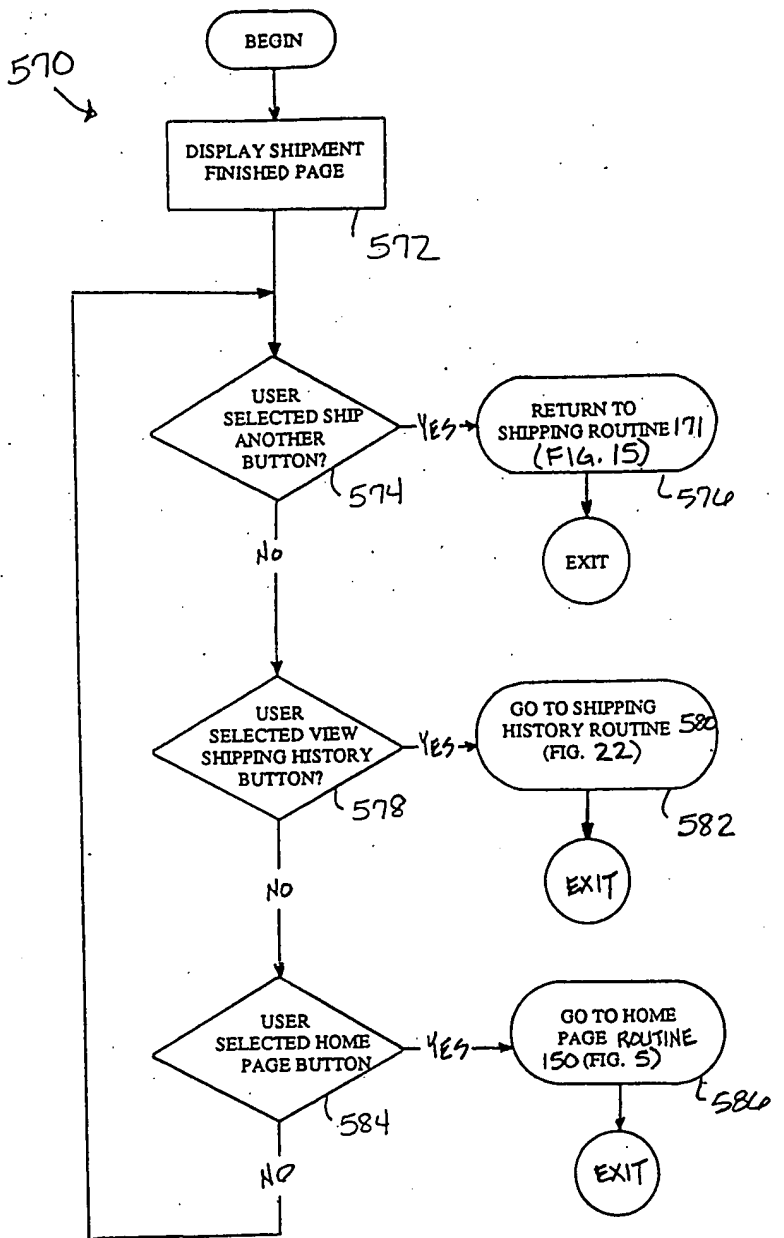 BEGIN
570
DISPLAY SHIPMENT
FINISHED PAGE
572
USER
SELECTED SHIP
ANOTHER
BUTTON?
574
YES
RETURN TO
SHIPPING ROUTINE 171
(FIG. 15)
576
EXIT
NO
USER
SELECTED VIEW
SHIPPING HISTORY
BUTTON?
578
YES
GO TO SHIPPING
HISTORY ROUTINE 580
(FIG. 22)
582
EXIT
NO
USER
SELECTED HOME
PAGE BUTTON
584
YES
GO TO HOME
PAGE ROUTINE
150 (FIG. 5)
586
EXIT
NO